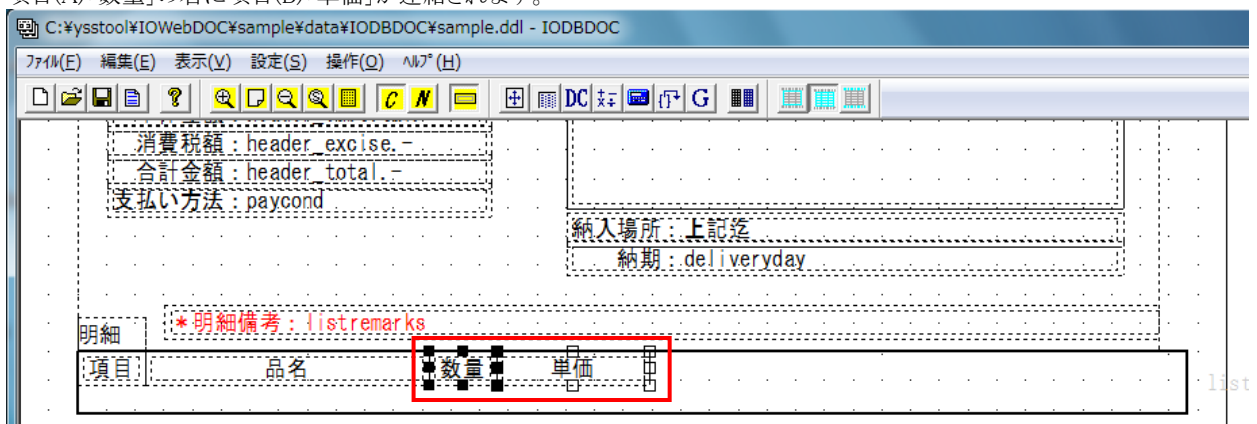 項目(A)「数量」の右に項目(B)「単価」が連結されます。
C:¥ysstool¥IOWebDOC¥sample¥data¥IODBDOC¥sample.ddl - IODBDOC
ファイル(F) 編集(E) 表示(V) 設定(S) 操作(O) ヘルプ(H)
C N DC G
消費税額：header_excise.-
合計金額：header_total.-
支払い方法：paycond
納入場所：上記迄
納期：deliveryday
*明細備考：listremarks
明細
項目 品名 数量 単価
list